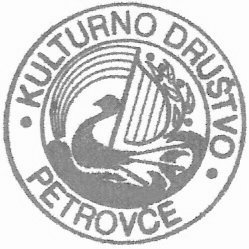 • KULTURNO DRUŠTVO •
PETROVČE